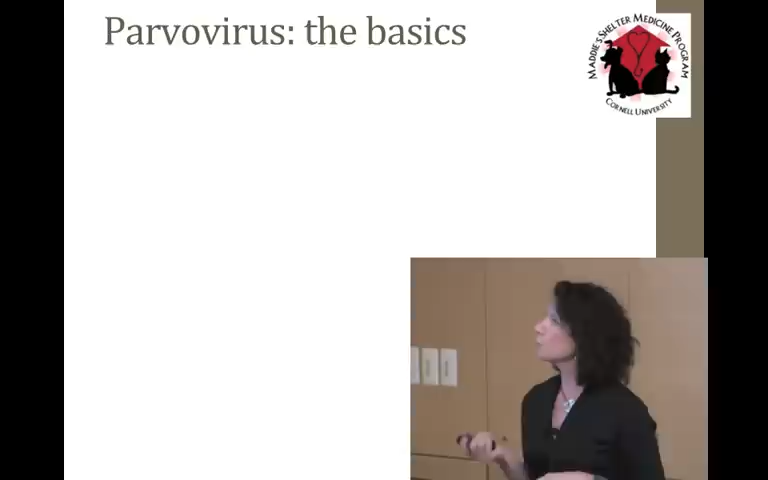 Parvovirus: the basics
MADDIE'S SHELTER MEDICINE PROGRAM
CORNELL UNIVERSITY